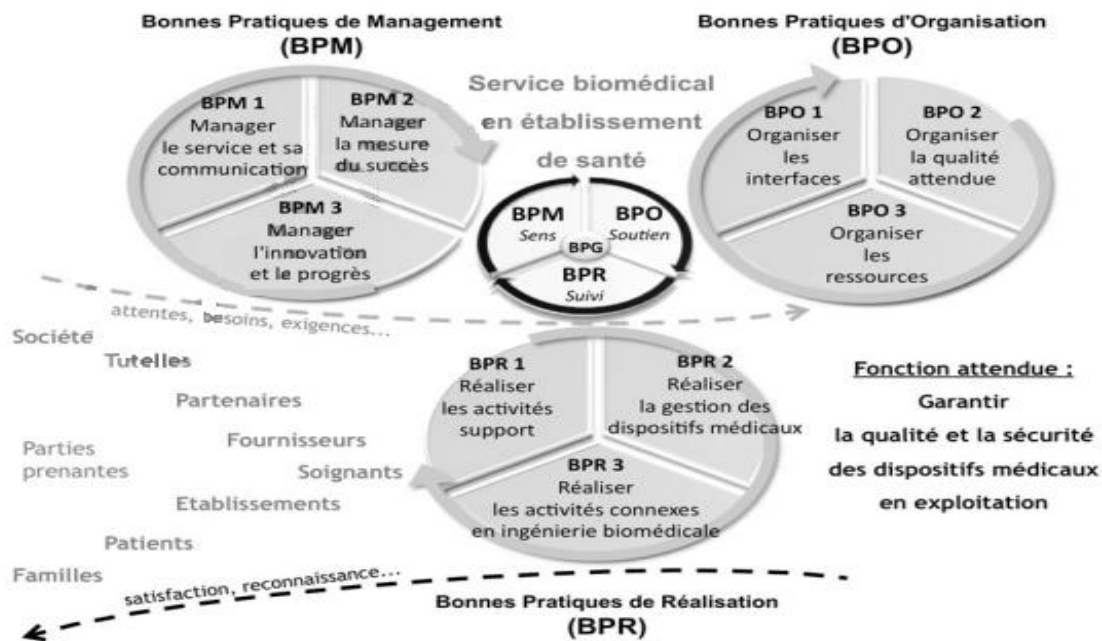 Bonnes Pratiques de Management
(BPM)
BPM 1
Manager
le service et sa
communication
BPM 2
Manager
la mesure
du succès
BPM 3
Manager
l'innovation
et le progrès
Service biomédical
en établissement
de santé
BPM
Sens
BPO
Soutien
BPG
BPR
Suivi
Bonnes Pratiques d'Organisation
(BPO)
BPO 1
Organiser
les
interfaces
BPO 2
Organiser
la qualité
attendue
BPO 3
Organiser
les
ressources
attentes, besoins, exigences...
Société
Tutelles
Partenaires
Parties
prenantes
Fournisseurs
Soignants
Etablissements
Patients
Familles
BPR 1
Réaliser
les activités
support
BPR 2
Réaliser
la gestion des
dispositifs médicaux
BPR 3
Réaliser
les activités connexes
en ingénierie biomédicale
Fonction attendue :
Garantir
la qualité et la sécurité
des dispositifs médicaux
en exploitation
satisfaction, reconnaissance...
Bonnes Pratiques de Réalisation
(BPR)